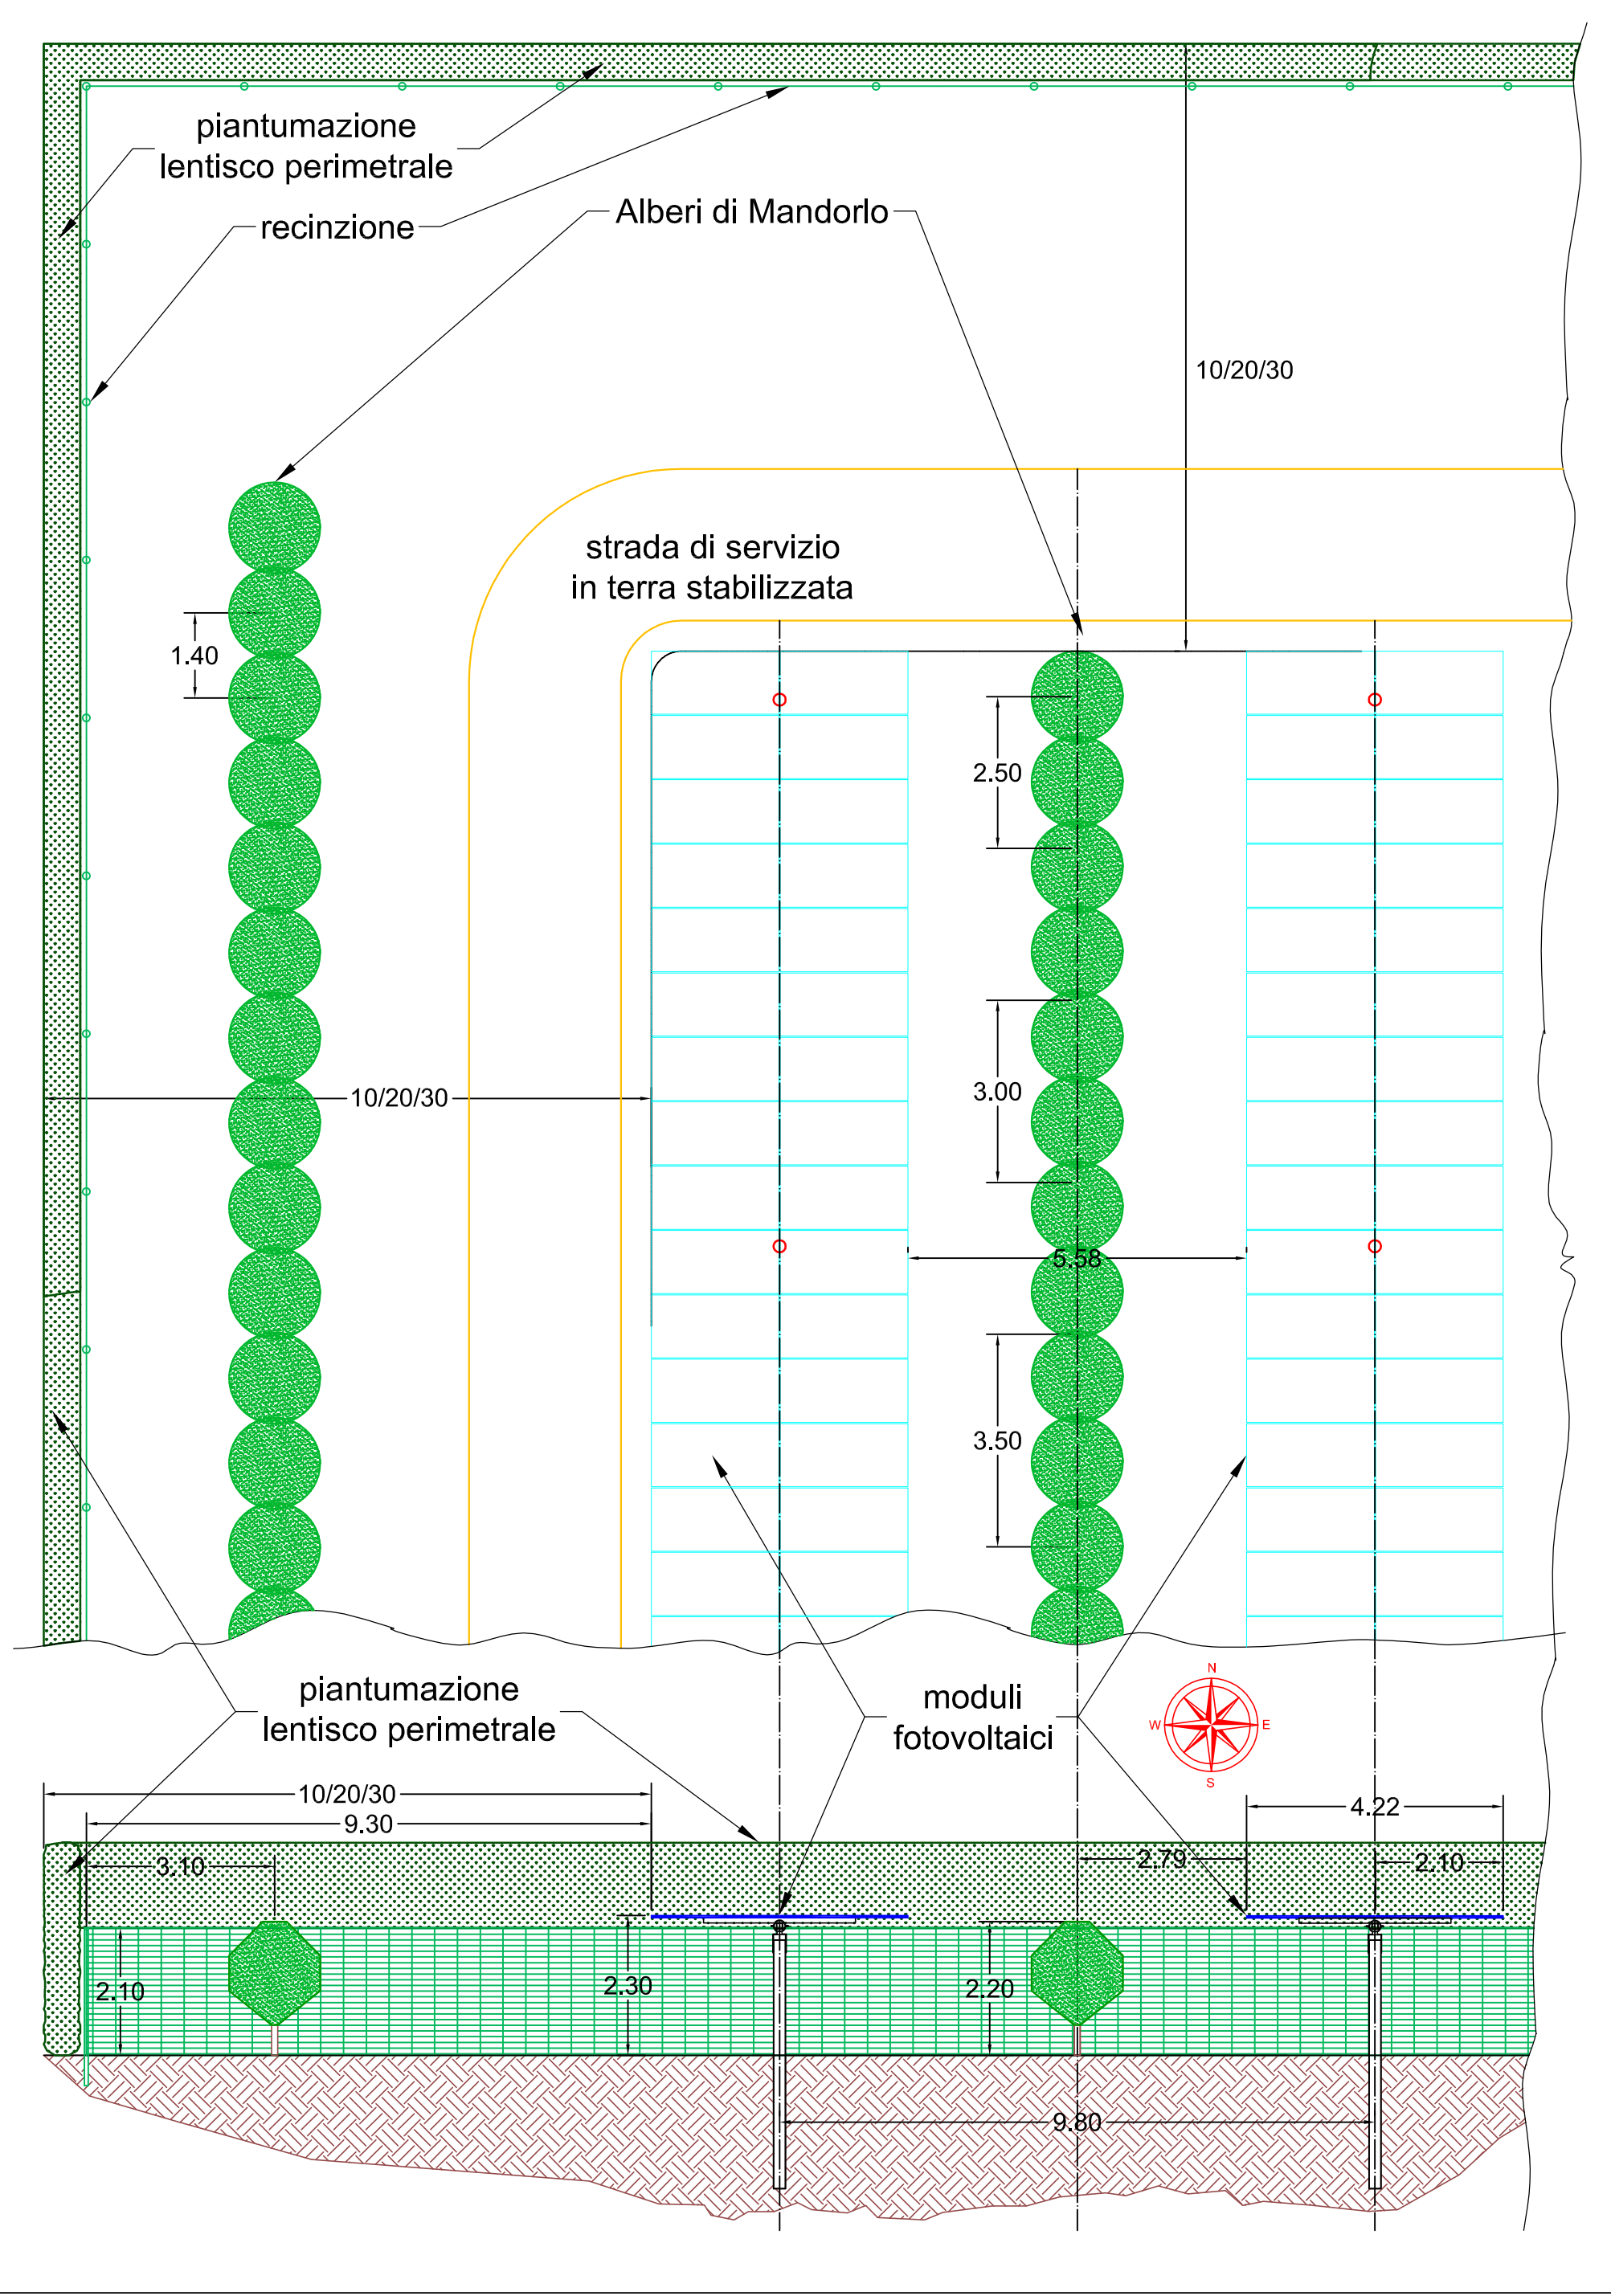 piantumazione
lentisco perimetrale
recinzione
Alberi di Mandorlo
10/20/30
strada di servizio
in terra stabilizzata
1.40
2.50
3.00
10/20/30
5.58
3.50
piantumazione
lentisco perimetrale
moduli
fotovoltaici
N
W
E
S
10/20/30
9.30
4.22
3.10
2.79
2.10
2.10
2.30
2.20
9.80